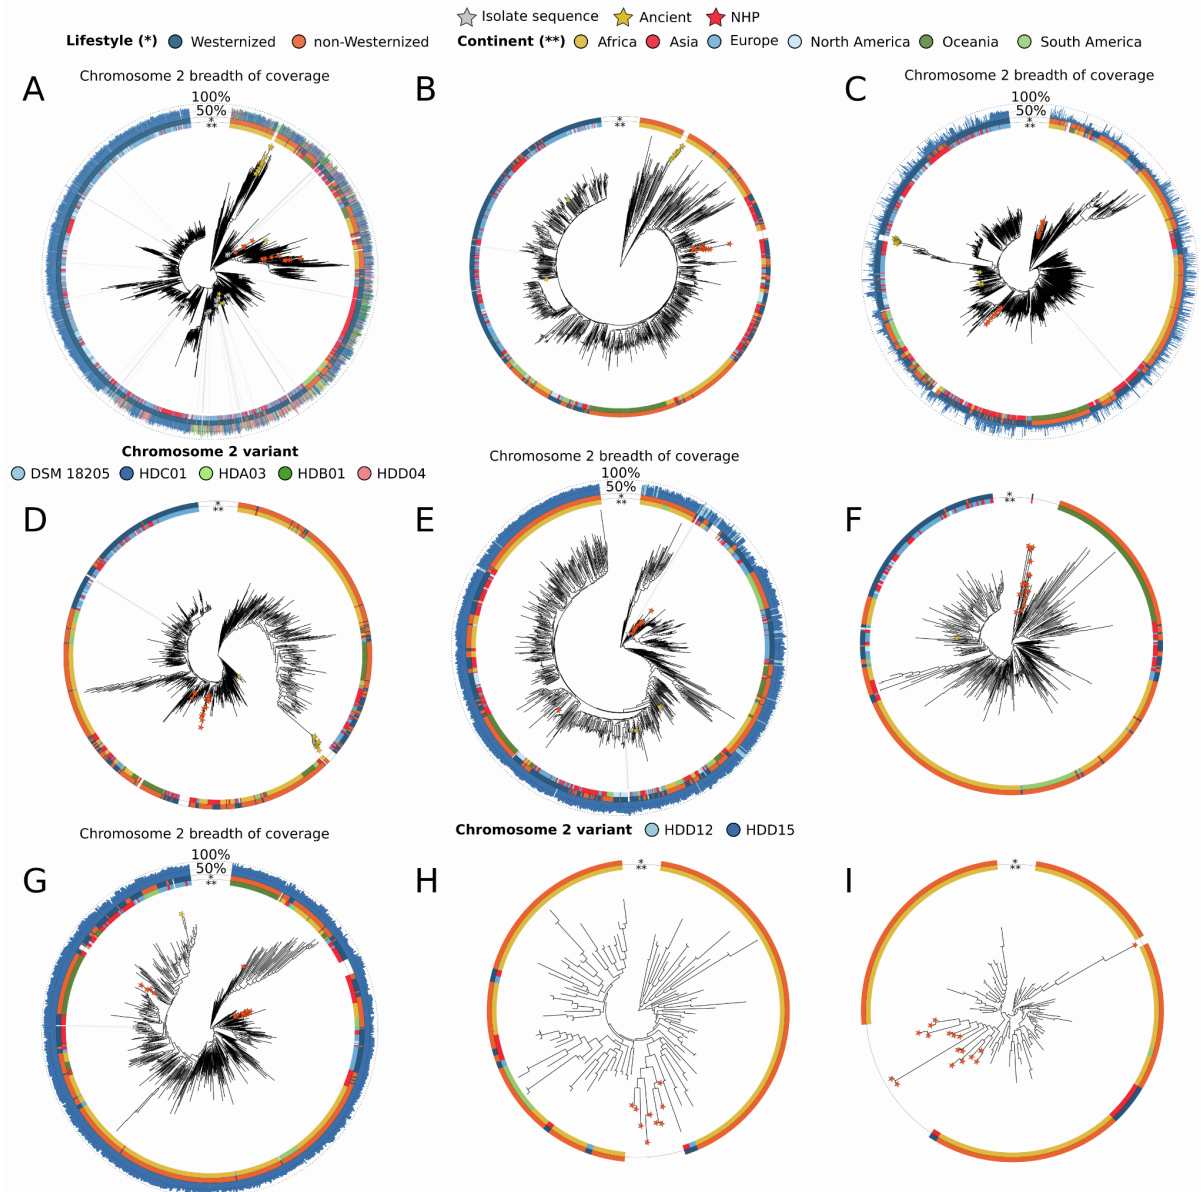 Isolate sequence Ancient NHP
Lifestyle (*) Westernized non-Westernized Continent (**) Africa Asia Europe North America Oceania South America
A
Chromosome 2 breadth of coverage
100%
50%
*
**
B
*
**
C
Chromosome 2 breadth of coverage
100%
50%
*
**
Chromosome 2 variant
DSM 18205 HDC01 HDA03 HDB01 HDD04
D
*
**
E
Chromosome 2 breadth of coverage
100%
50%
*
**
F
*
**
Chromosome 2 variant HDD12 HDD15
G
Chromosome 2 breadth of coverage
100%
50%
*
**
H
*
**
I
*
**